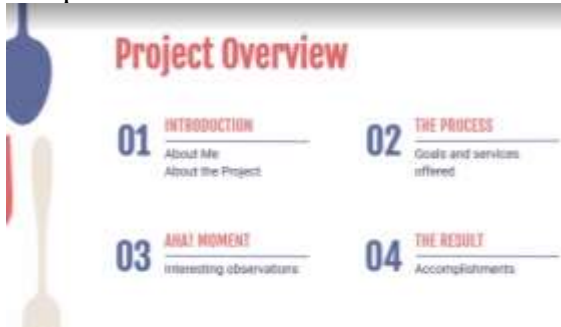 Project Overview
01 INTRODUCTION
About Me
About the Project
02 THE PROCESS
Goals and services
offered
03 AHA! MOMENT
Interesting observations
04 THE RESULT
Accomplishments